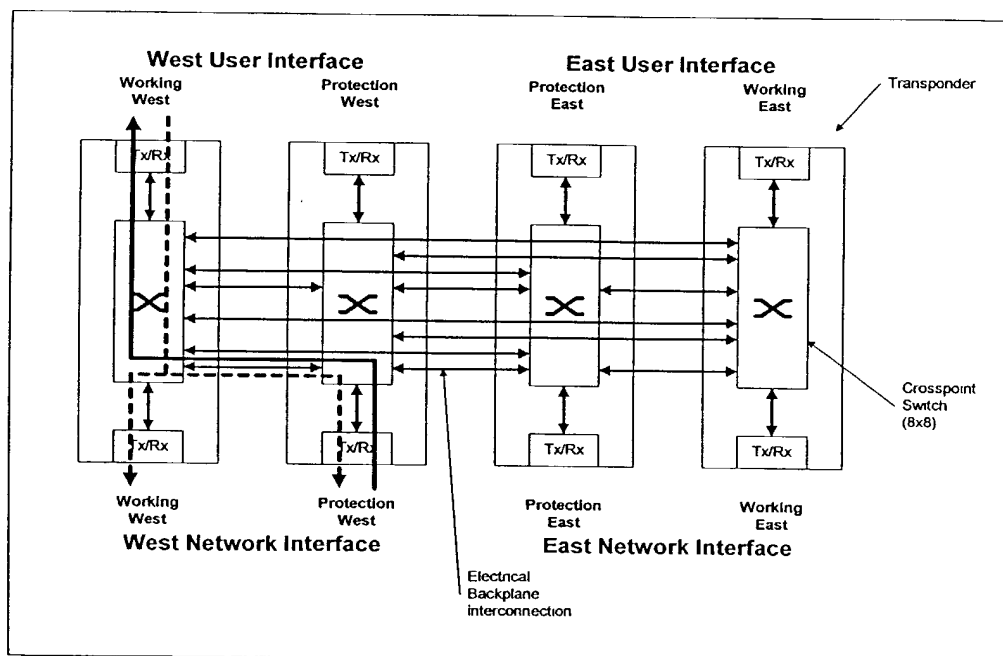 West User Interface
East User Interface
Working
West
Protection
West
Protection
East
Working
East
Transponder
Tx/Rx
Tx/Rx
Tx/Rx
Tx/Rx
Crosspoint
Switch
(8x8)
Tx/Rx
Tx/Rx
Tx/Rx
Tx/Rx
Working
West
Protection
West
Protection
East
Working
East
West Network Interface
East Network Interface
Electrical
Backplane
interconnection